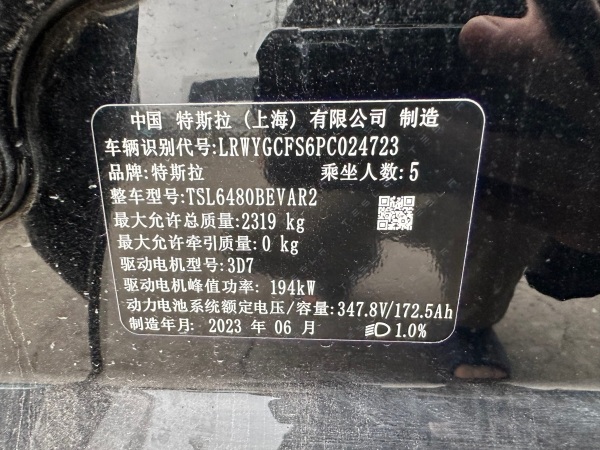 中国 特斯拉(上海)有限公司 制造
车辆识别代号:LRWYGCFS6PC024723
品牌:特斯拉 乘坐人数:5
整车型号:TSL6480BEVAR2
最大允许总质量:2319 kg
最大允许牵引质量:0 kg
驱动电机型号:3D7
驱动电机峰值功率: 194kW
动力电池系统额定电压/容量:347.8V/172.5Ah
制造年月: 2023 年 06 月 1.0%